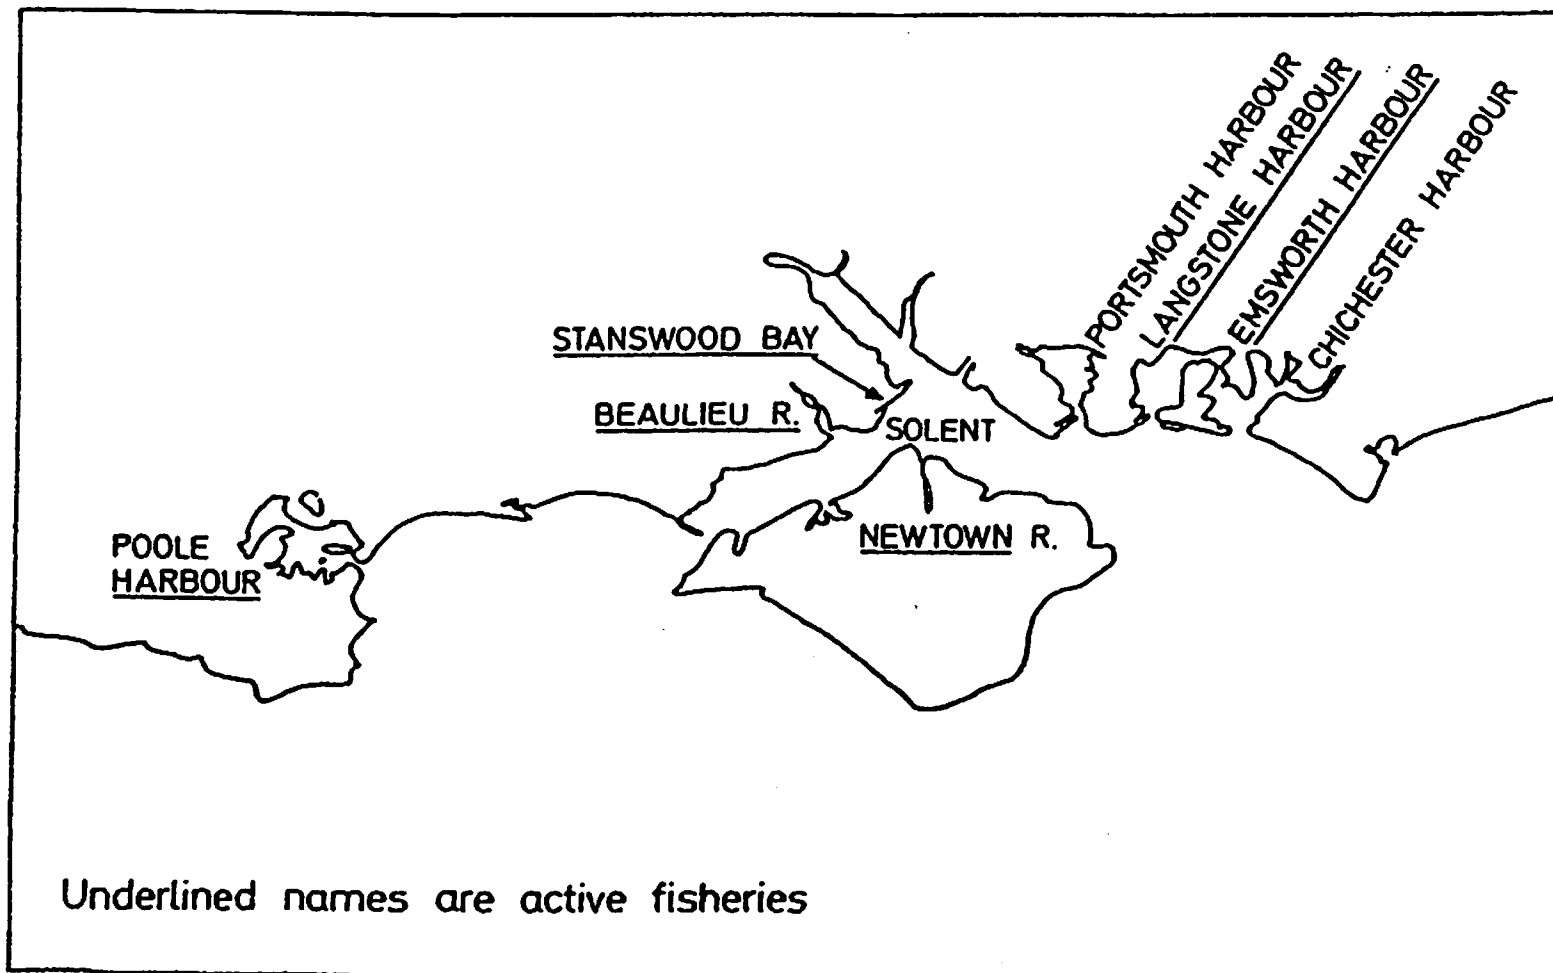 PORTSMOUTH HARBOUR
LANGSTONE HARBOUR
EMSWORTH HARBOUR
CHICHESTER HARBOUR
STANSWOOD BAY
BEAULIEU R.
SOLENT
NEWTOWN R.
POOLE
HARBOUR
Underlined names are active fisheries